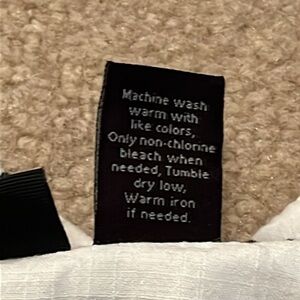 Machine wash
warm with
like colors,
Only non-chlorine
bleach when
needed, Tumble
dry low,
Warm iron
if needed.